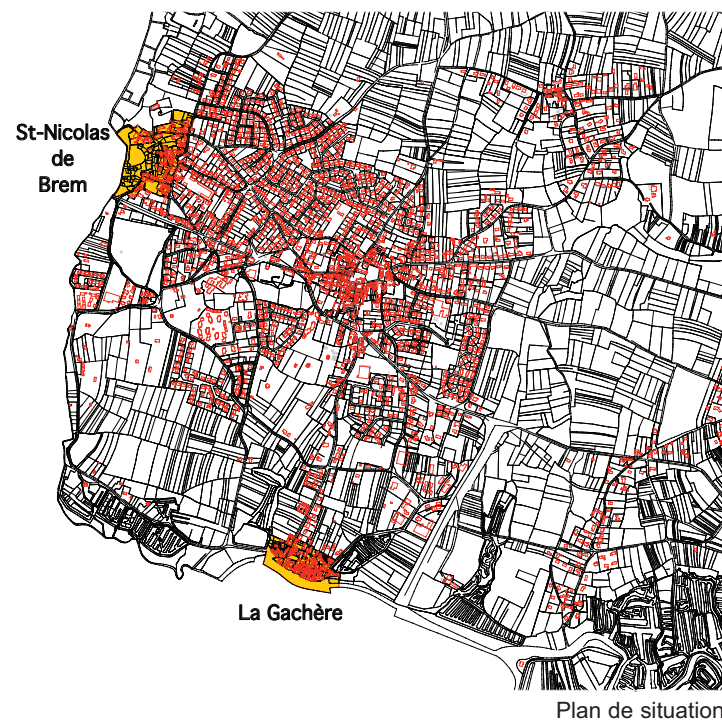 St-Nicolas
de
Brem
La Gachère
Plan de situation